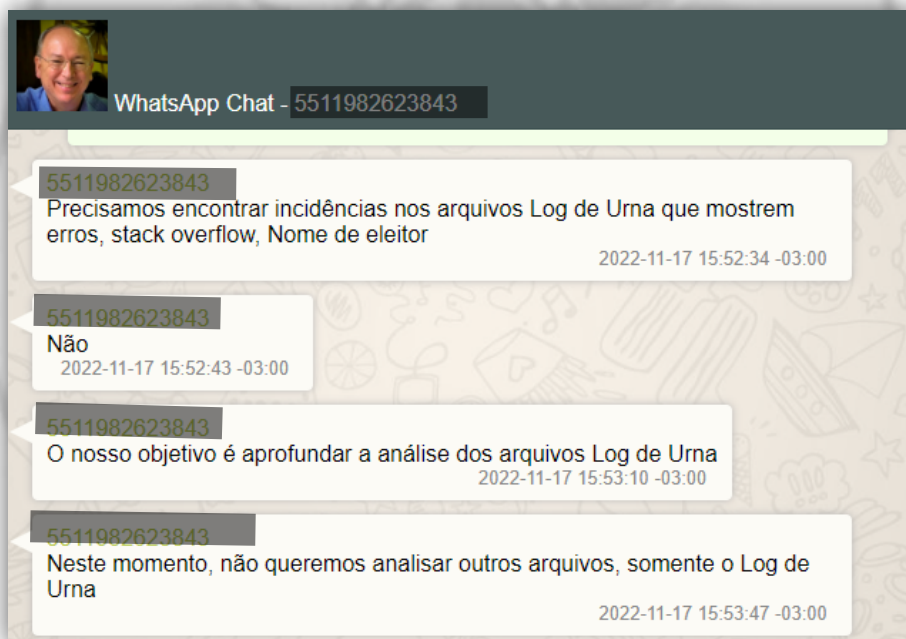 WhatsApp Chat - 5511982623843
5511982623843
Precisamos encontrar incidências nos arquivos Log de Urna que mostrem
erros, stack overflow, Nome de eleitor
2022-11-17 15:52:34 -03:00
5511982623843
Não
2022-11-17 15:52:43 -03:00
5511982623843
O nosso objetivo é aprofundar a análise dos arquivos Log de Urna
2022-11-17 15:53:10 -03:00
5511982623843
Neste momento, não queremos analisar outros arquivos, somente o Log de
Urna
2022-11-17 15:53:47 -03:00